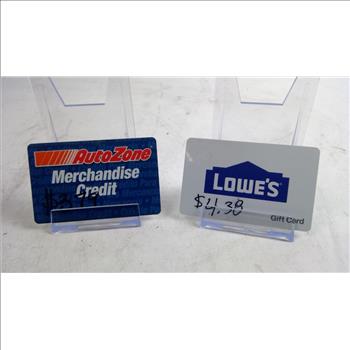 AutoZone
Merchandise
Credit
LOWE'S
$4.38
Gift Card